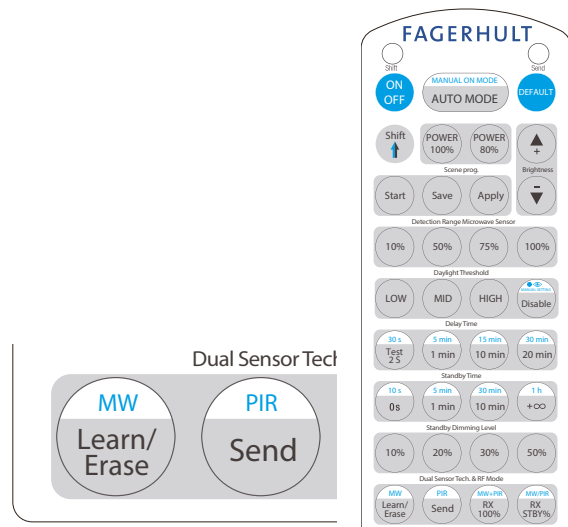 FAGERHULT
Shift
Send
ON
OFF
MANUAL ON MODE
AUTO MODE
DEFAULT
Shift
POWER
100%
POWER
80%
+
Brightness
Scene prog.
Start
Save
Apply
-
Detection Range Microwave Sensor
10%
50%
75%
100%
Daylight Threshold
LOW
MID
HIGH
Disable
Delay Time
30 s
Test
2 S
5 min
1 min
15 min
10 min
30 min
20 min
Standby Time
10 s
0s
5 min
1 min
30 min
10 min
1 h
+∞
Standby Dimming Level
10%
20%
30%
50%
Dual Sensor Tech. & RF Mode
MW
Learn/
Erase
PIR
Send
MW+PIR
RX
100%
MW/PIR
RX
STBY%
Dual Sensor Tech
MW
Learn/
Erase
PIR
Send